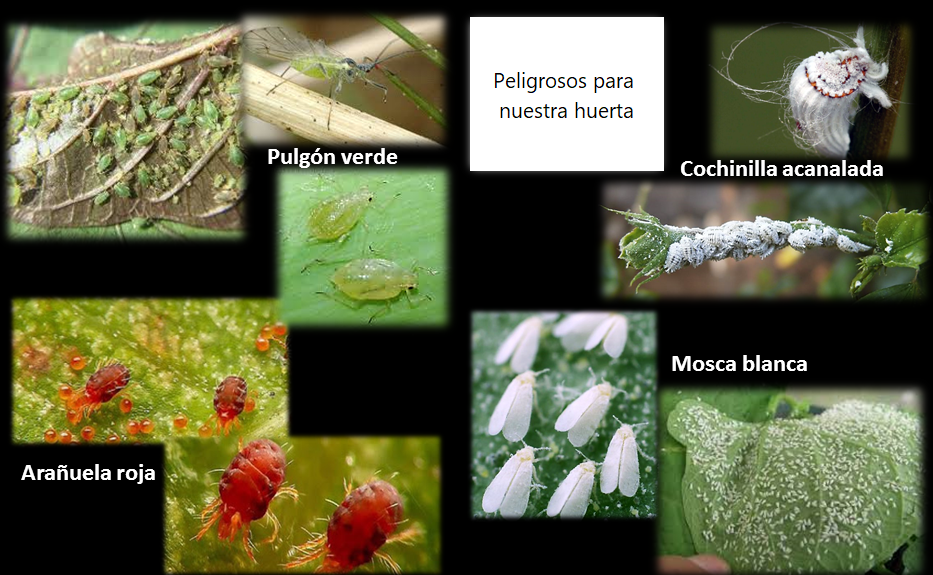 Peligrosos para
nuestra huerta
Pulgón verde
Cochinilla acanalada
Mosca blanca
Arañuela roja